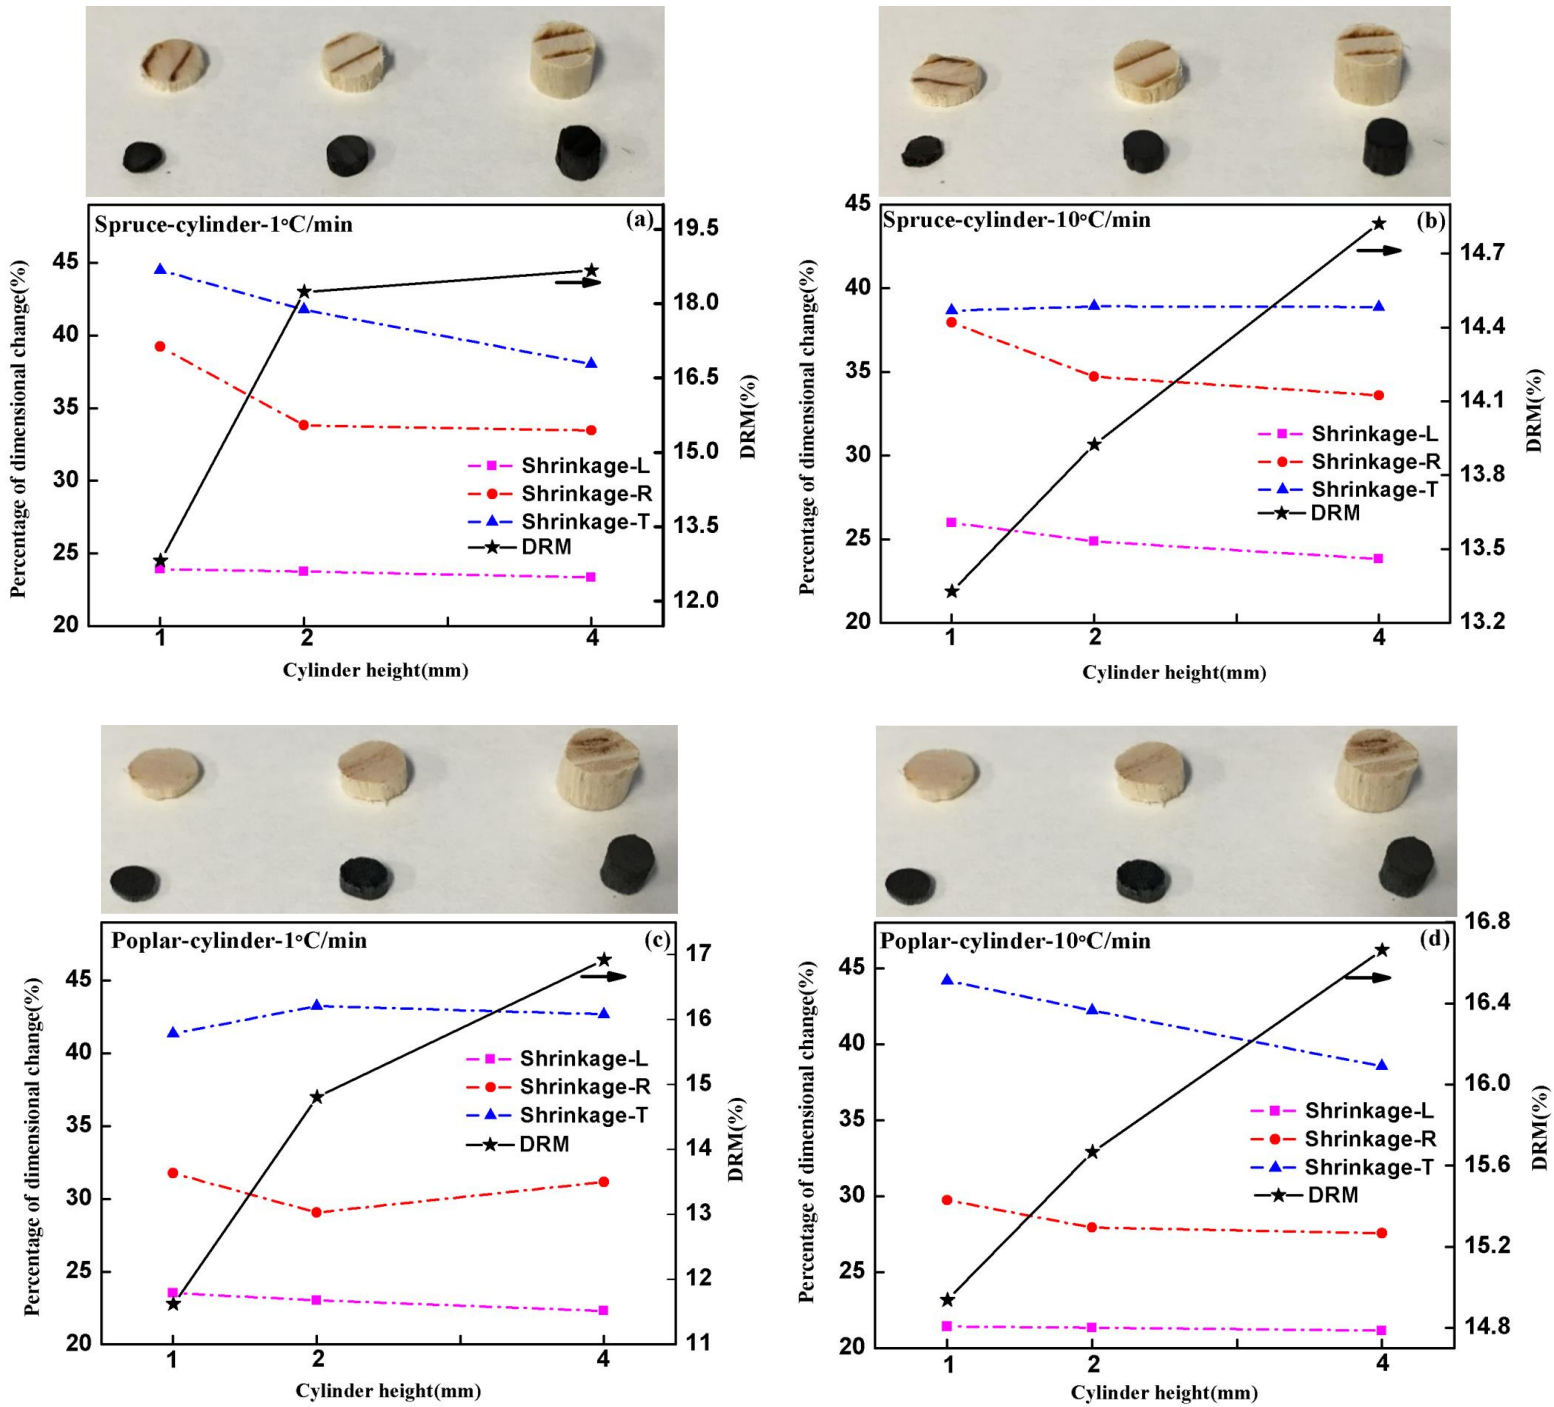 Spruce-cylinder-1°C/min
(a)
Percentage of dimensional change(%)
45
40
35
30
25
20
19.5
18.0
16.5
15.0
13.5
12.0
DRM(%)
Shrinkage-L
Shrinkage-R
Shrinkage-T
DRM
1 2 4
Cylinder height(mm)
Spruce-cylinder-10°C/min
(b)
Percentage of dimensional change(%)
45
40
35
30
25
20
14.7
14.4
14.1
13.8
13.5
13.2
DRM(%)
Shrinkage-L
Shrinkage-R
Shrinkage-T
DRM
1 2 4
Cylinder height(mm)
Poplar-cylinder-1°C/min
(c)
Percentage of dimensional change(%)
45
40
35
30
25
20
17
16
15
14
13
12
11
DRM(%)
Shrinkage-L
Shrinkage-R
Shrinkage-T
DRM
1 2 4
Cylinder height(mm)
Poplar-cylinder-10°C/min
(d)
Percentage of dimensional change(%)
45
40
35
30
25
20
16.8
16.4
16.0
15.6
15.2
14.8
DRM(%)
Shrinkage-L
Shrinkage-R
Shrinkage-T
DRM
1 2 4
Cylinder height(mm)